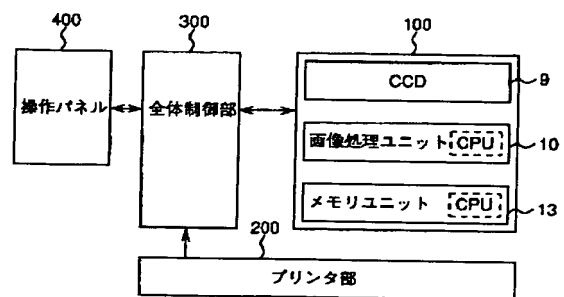 400
300
100
操作パネル
全体制御部
CCD
9
画像処理ユニット CPU
10
メモリユニット CPU
13
200
プリンタ部